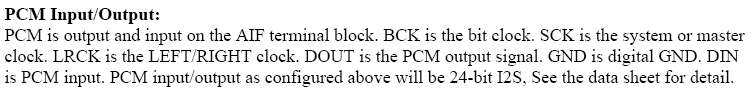 PCM Input/Output:
PCM is output and input on the AIF terminal block. BCK is the bit clock. SCK is the system or master
clock. LRCK is the LEFT/RIGHT clock. DOUT is the PCM output signal. GND is digital GND. DIN
is PCM input. PCM input/output as configured above will be 24-bit I2S, See the data sheet for detail.